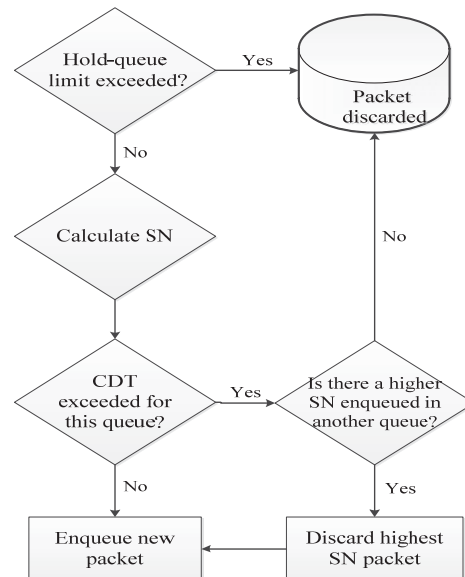 Hold-queue
limit exceeded?
Yes
Packet
discarded
No
Calculate SN
No
CDT
exceeded for
this queue?
Yes
Is there a higher
SN enqueued in
another queue?
No
Yes
Enqueue new
packet
Discard highest
SN packet